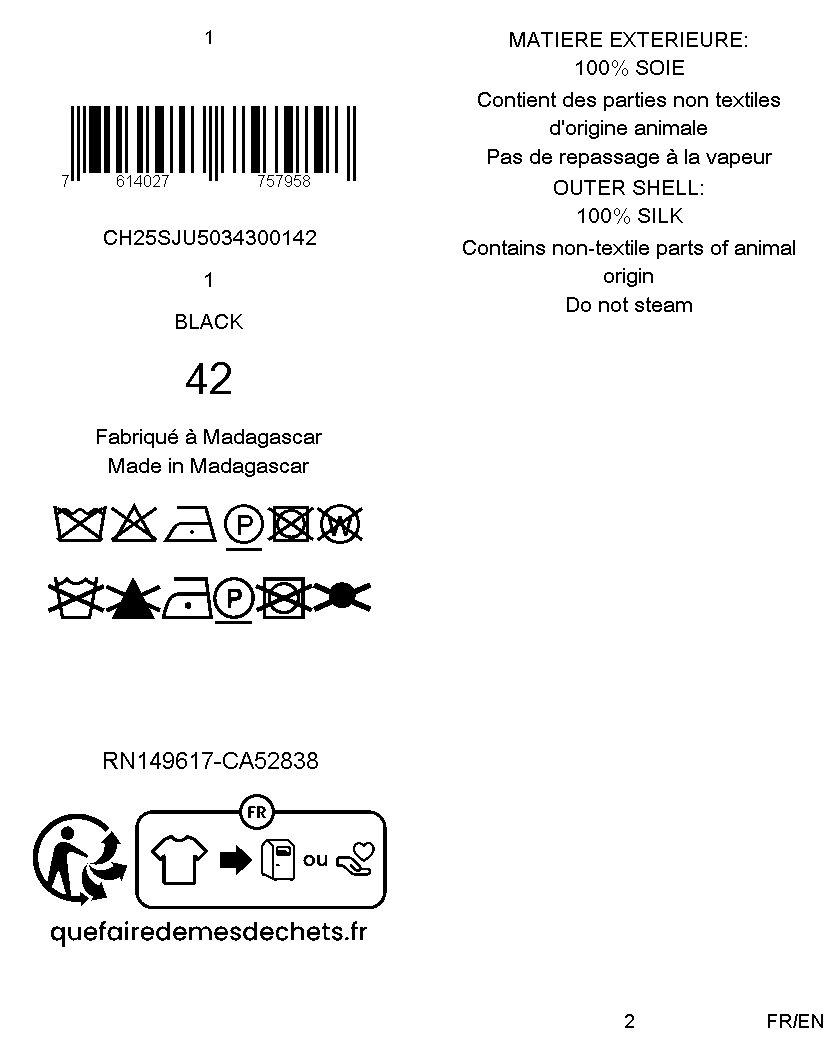 1
7 614027 757958
CH25SJU5034300142
1
BLACK
42
Fabriqué à Madagascar
Made in Madagascar
P W
P
RN149617-CA52838
FR
ou
quefairedemesdechets.fr
MATIERE EXTERIEURE:
100% SOIE
Contient des parties non textiles
d'origine animale
Pas de repassage à la vapeur
OUTER SHELL:
100% SILK
Contains non-textile parts of animal
origin
Do not steam
2
FR/EN